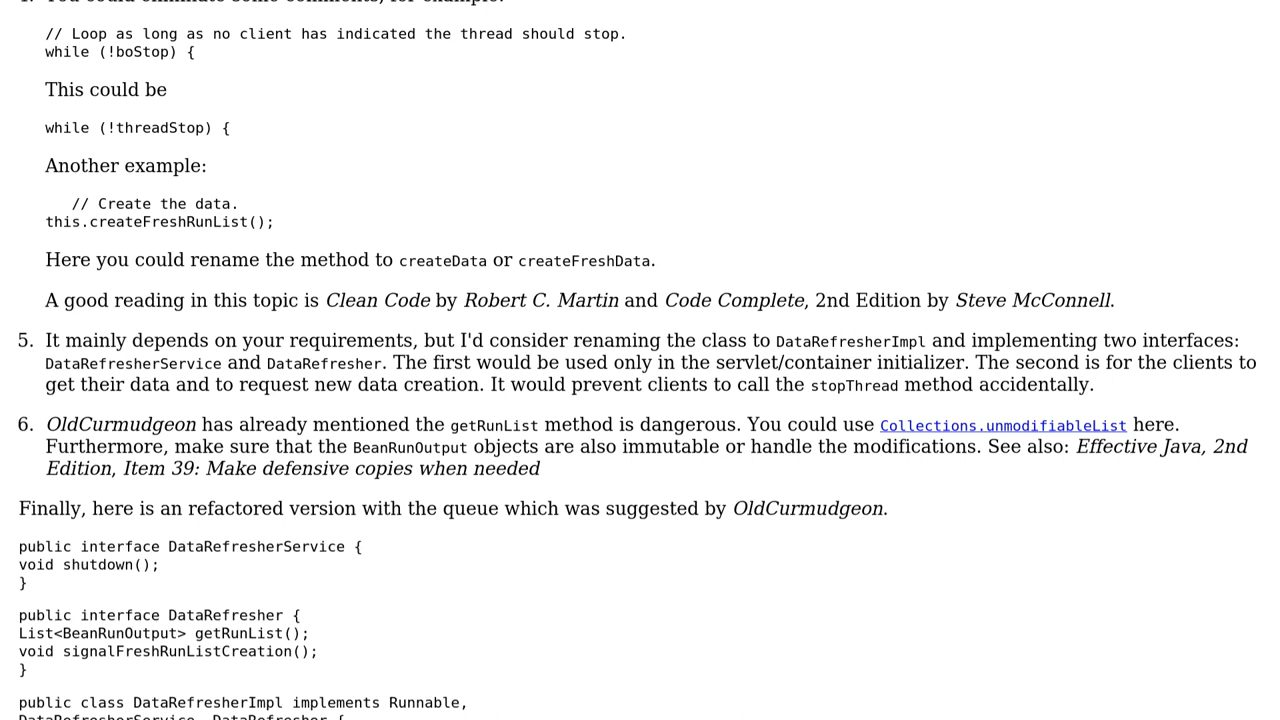 // Loop as long as no client has indicated the thread should stop.
while (!boStop) {
This could be
while (!threadStop) {
Another example:
// Create the data.
this.createFreshRunList();
Here you could rename the method to createData or createFreshData.
A good reading in this topic is Clean Code by Robert C. Martin and Code Complete, 2nd Edition by Steve McConnell.
5. It mainly depends on your requirements, but I'd consider renaming the class to DataRefresherImpl and implementing two interfaces:
DataRefresherService and DataRefresher. The first would be used only in the servlet/container initializer. The second is for the clients to
get their data and to request new data creation. It would prevent clients to call the stopThread method accidentally.
6. OldCurmudgeon has already mentioned the getRunList method is dangerous. You could use Collections.unmodifiableList here.
Furthermore, make sure that the BeanRunOutput objects are also immutable or handle the modifications. See also: Effective Java, 2nd
Edition, Item 39: Make defensive copies when needed
Finally, here is an refactored version with the queue which was suggested by OldCurmudgeon.
public interface DataRefresherService {
void shutdown();
}
public interface DataRefresher {
List<BeanRunOutput> getRunList();
void signalFreshRunListCreation();
}
public class DataRefresherImpl implements Runnable,
DataRefresherService, DataRefresher {